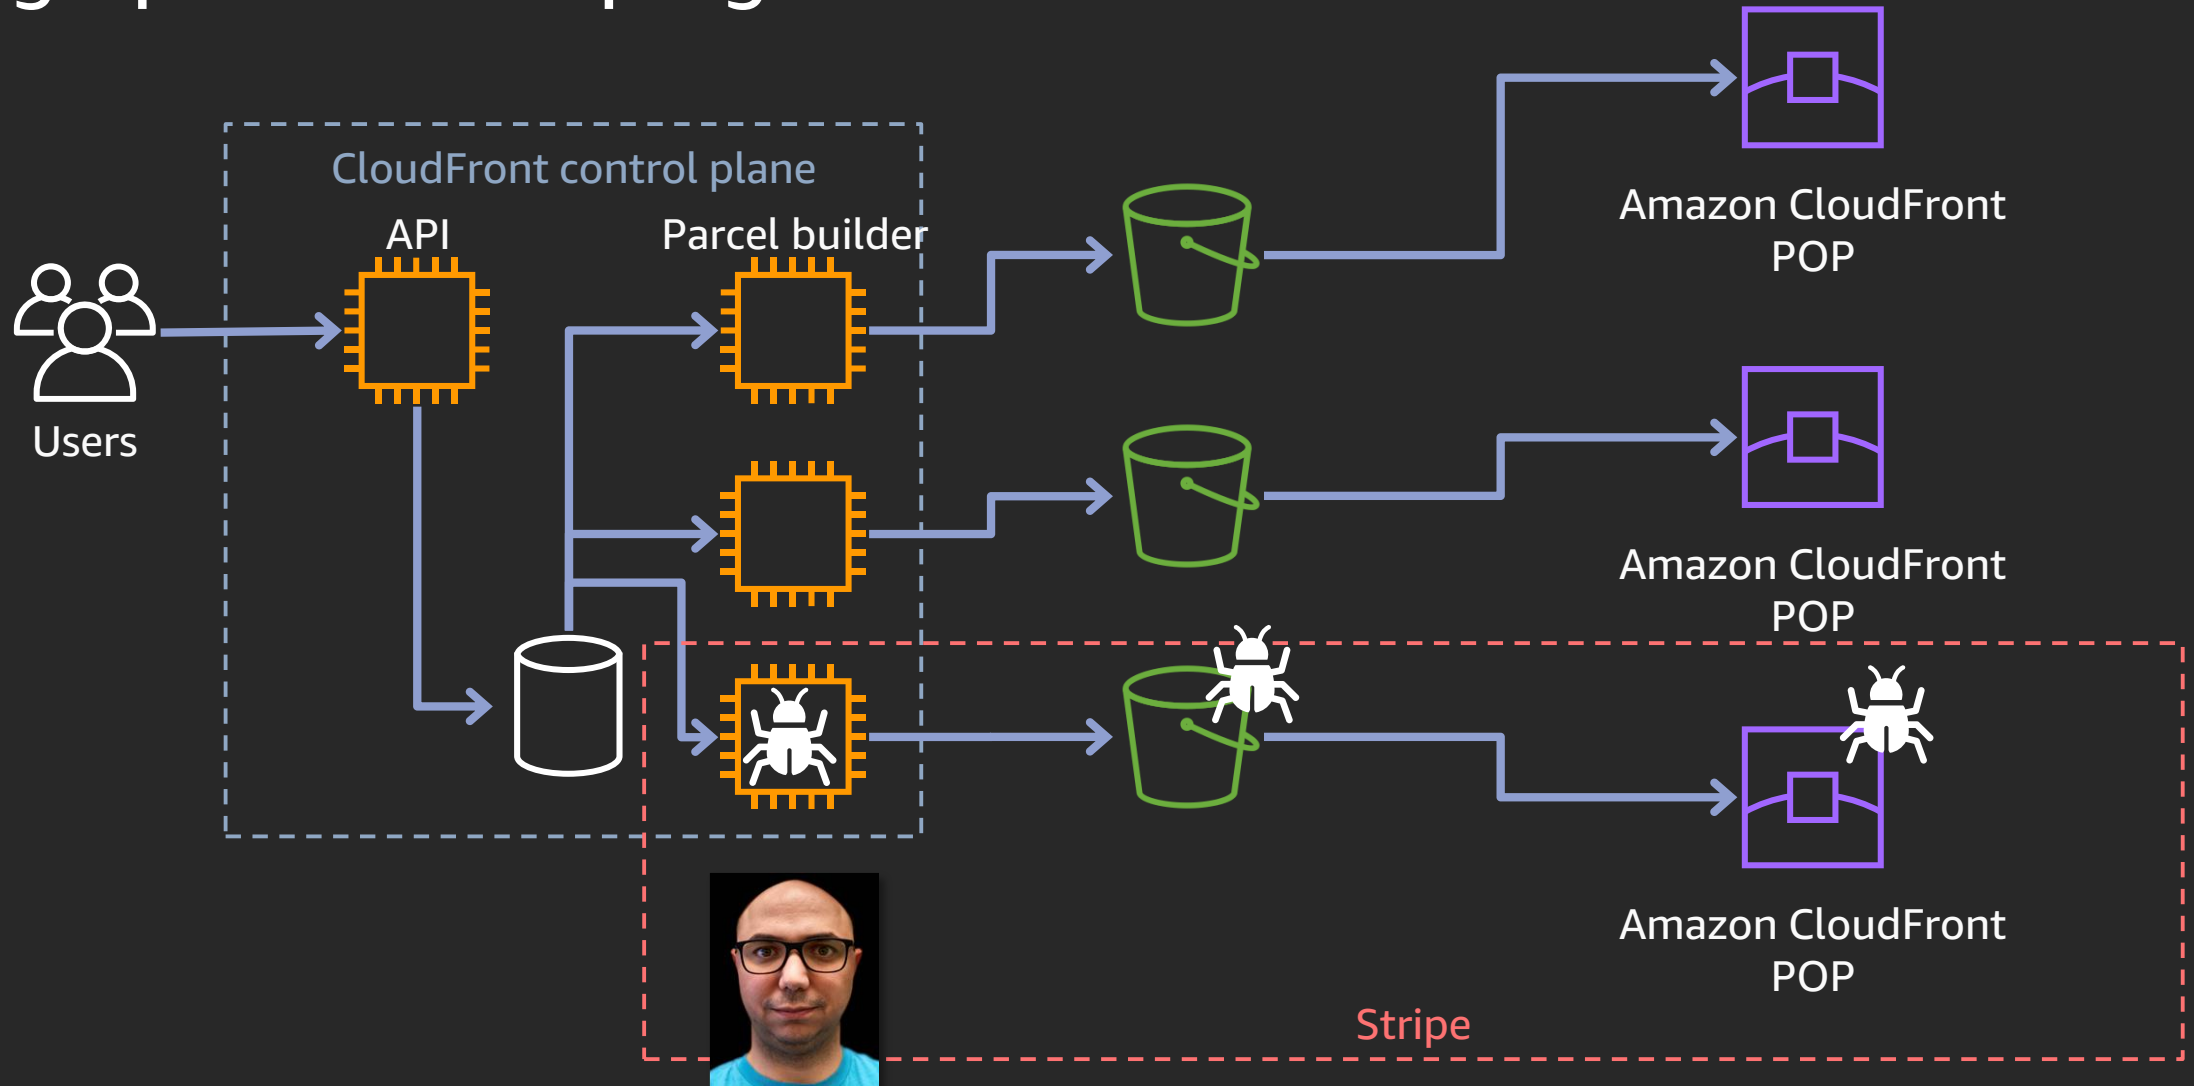 CloudFront control plane
API
Parcel builder
Users
Amazon CloudFront
POP
Amazon CloudFront
POP
Amazon CloudFront
POP
Stripe